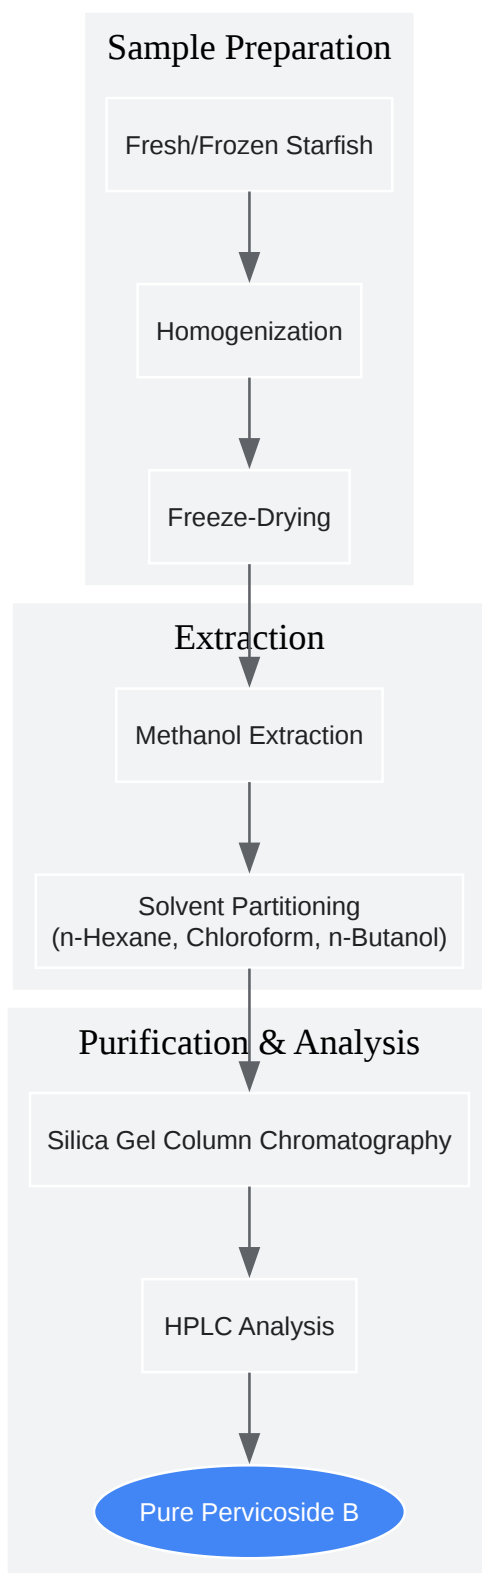 Sample Preparation
Fresh/Frozen Starfish
Homogenization
Freeze-Drying
Extraction
Methanol Extraction
Solvent Partitioning
(n-Hexane, Chloroform, n-Butanol)
Purification & Analysis
Silica Gel Column Chromatography
HPLC Analysis
Pure Pervicoside B